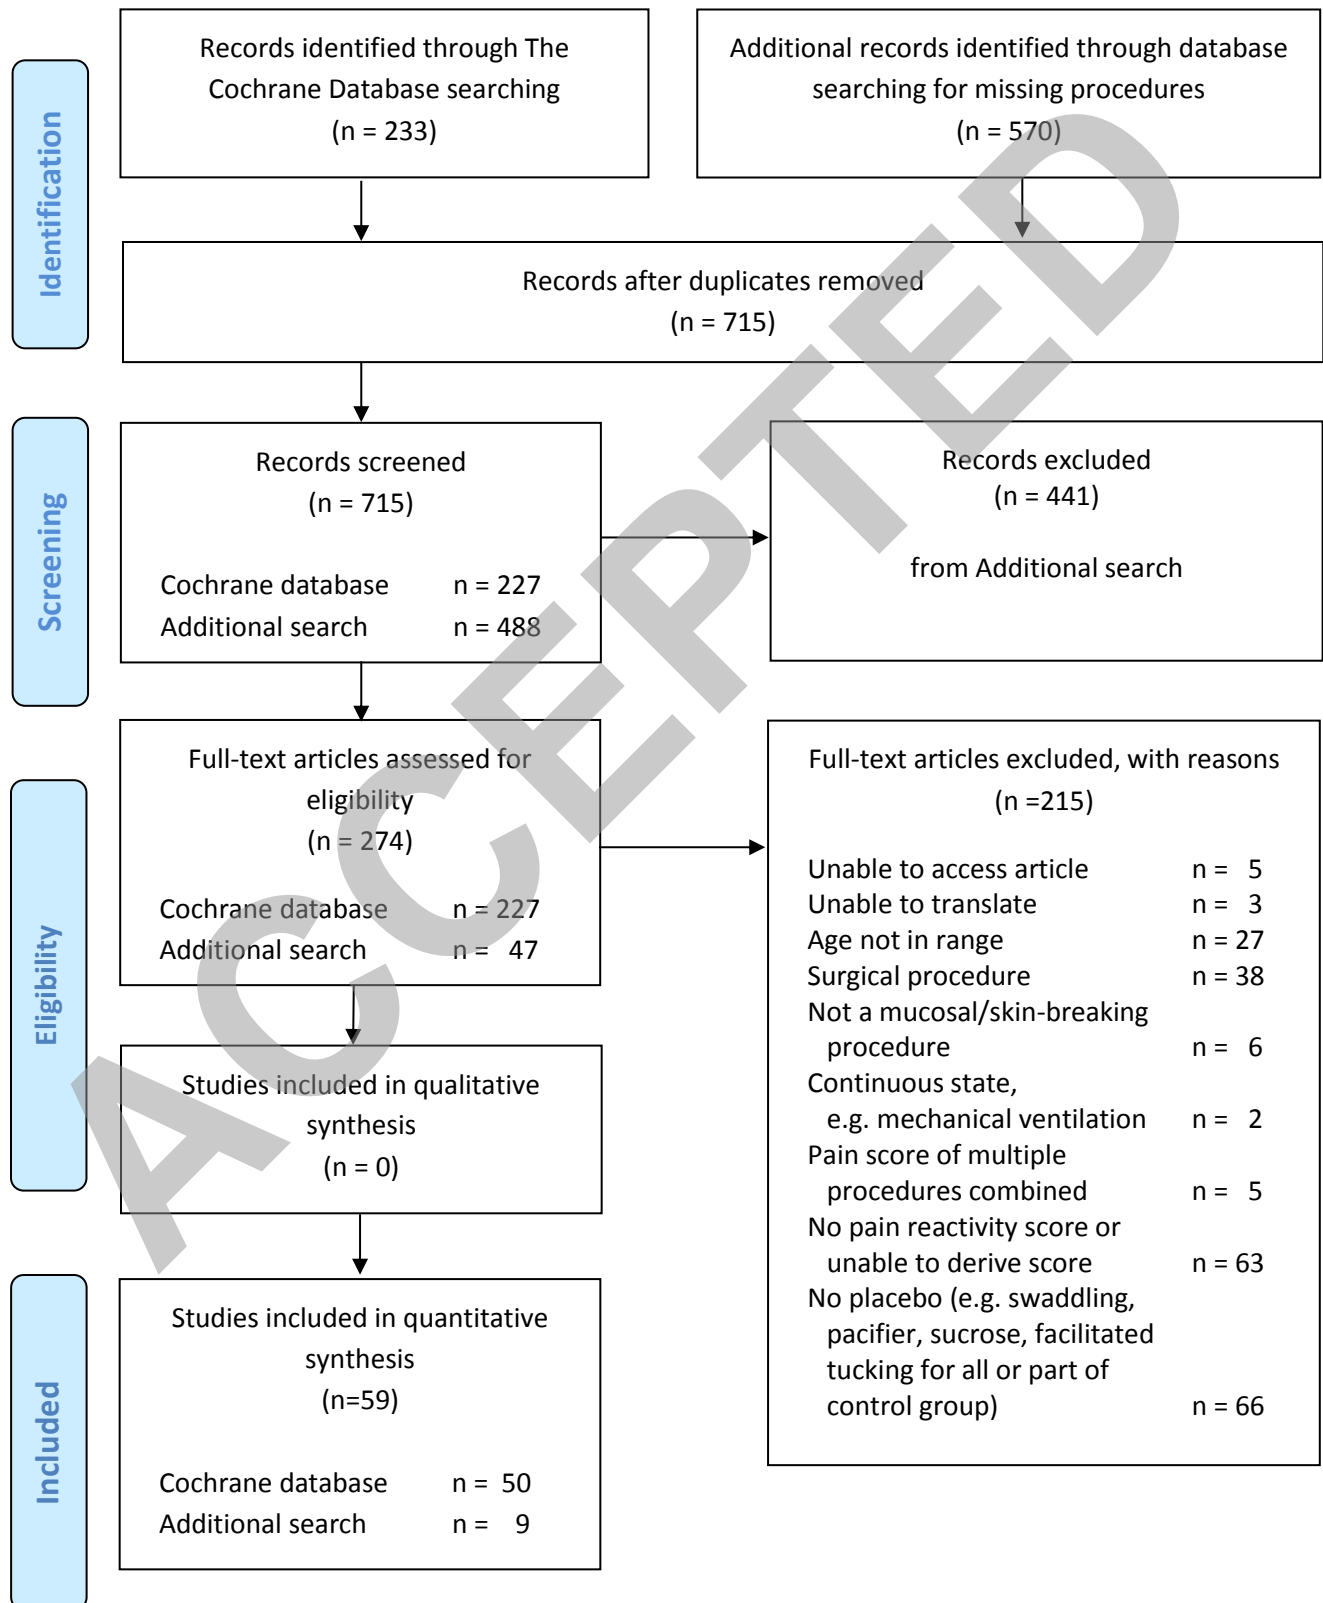 Identification
Records identified through The
Cochrane Database searching
(n = 233)
Additional records identified through database
searching for missing procedures
(n = 570)
Records after duplicates removed
(n = 715)
Screening
Records screened
(n = 715)
Cochrane database n = 227
Additional search n = 488
Records excluded
(n = 441)
from Additional search
Eligibility
Full-text articles assessed for
eligibility
(n = 274)
Cochrane database n = 227
Additional search n = 47
Full-text articles excluded, with reasons
(n =215)
Unable to access article n = 5
Unable to translate n = 3
Age not in range n = 27
Surgical procedure n = 38
Not a mucosal/skin-breaking
procedure n = 6
Continuous state,
e.g. mechanical ventilation n = 2
Pain score of multiple
procedures combined n = 5
No pain reactivity score or
unable to derive score n = 63
No placebo (e.g. swaddling,
pacifier, sucrose, facilitated
tucking for all or part of
control group) n = 66
Studies included in qualitative
synthesis
(n = 0)
Included
Studies included in quantitative
synthesis
(n=59)
Cochrane database n = 50
Additional search n = 9
ACCEPTED